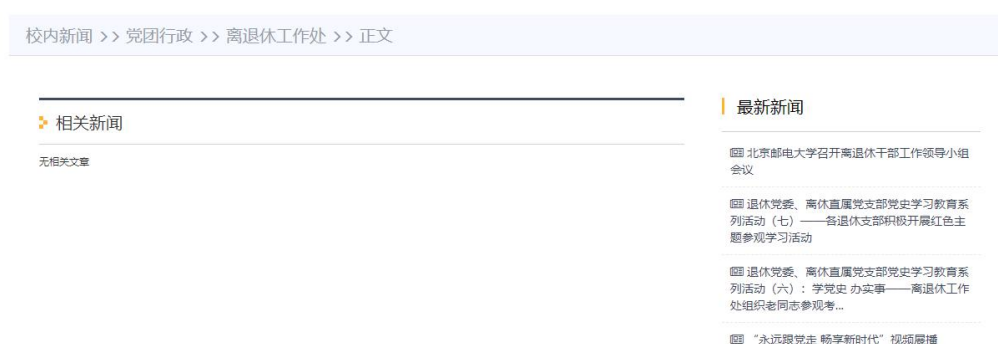 校内新闻 >> 党团行政 >> 离退休工作处 >> 正文
相关新闻
无相关文章
最新新闻
北京邮电大学召开离退休干部工作领导小组
会议
退休党委、离休直属党支部党史学习教育系
列活动（七）——各退休支部积极开展红色主
题参观学习活动
退休党委、离休直属党支部党史学习教育系
列活动（六）：学党史 办实事——离退休工作
处组织老同志参观考...
“永远跟党走 畅享新时代”视频展播